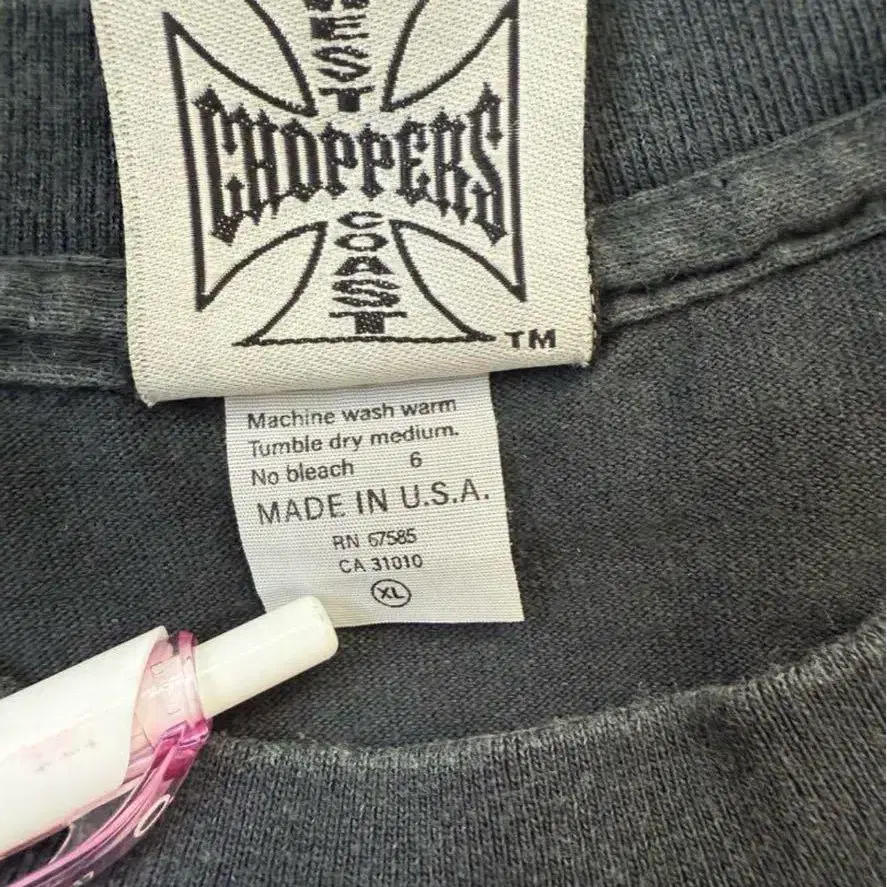 WEST
CHOPPERS
COAST
TM
Machine wash warm
Tumble dry medium.
No bleach 6
MADE IN U.S.A.
RN 67585
CA 31010
XL